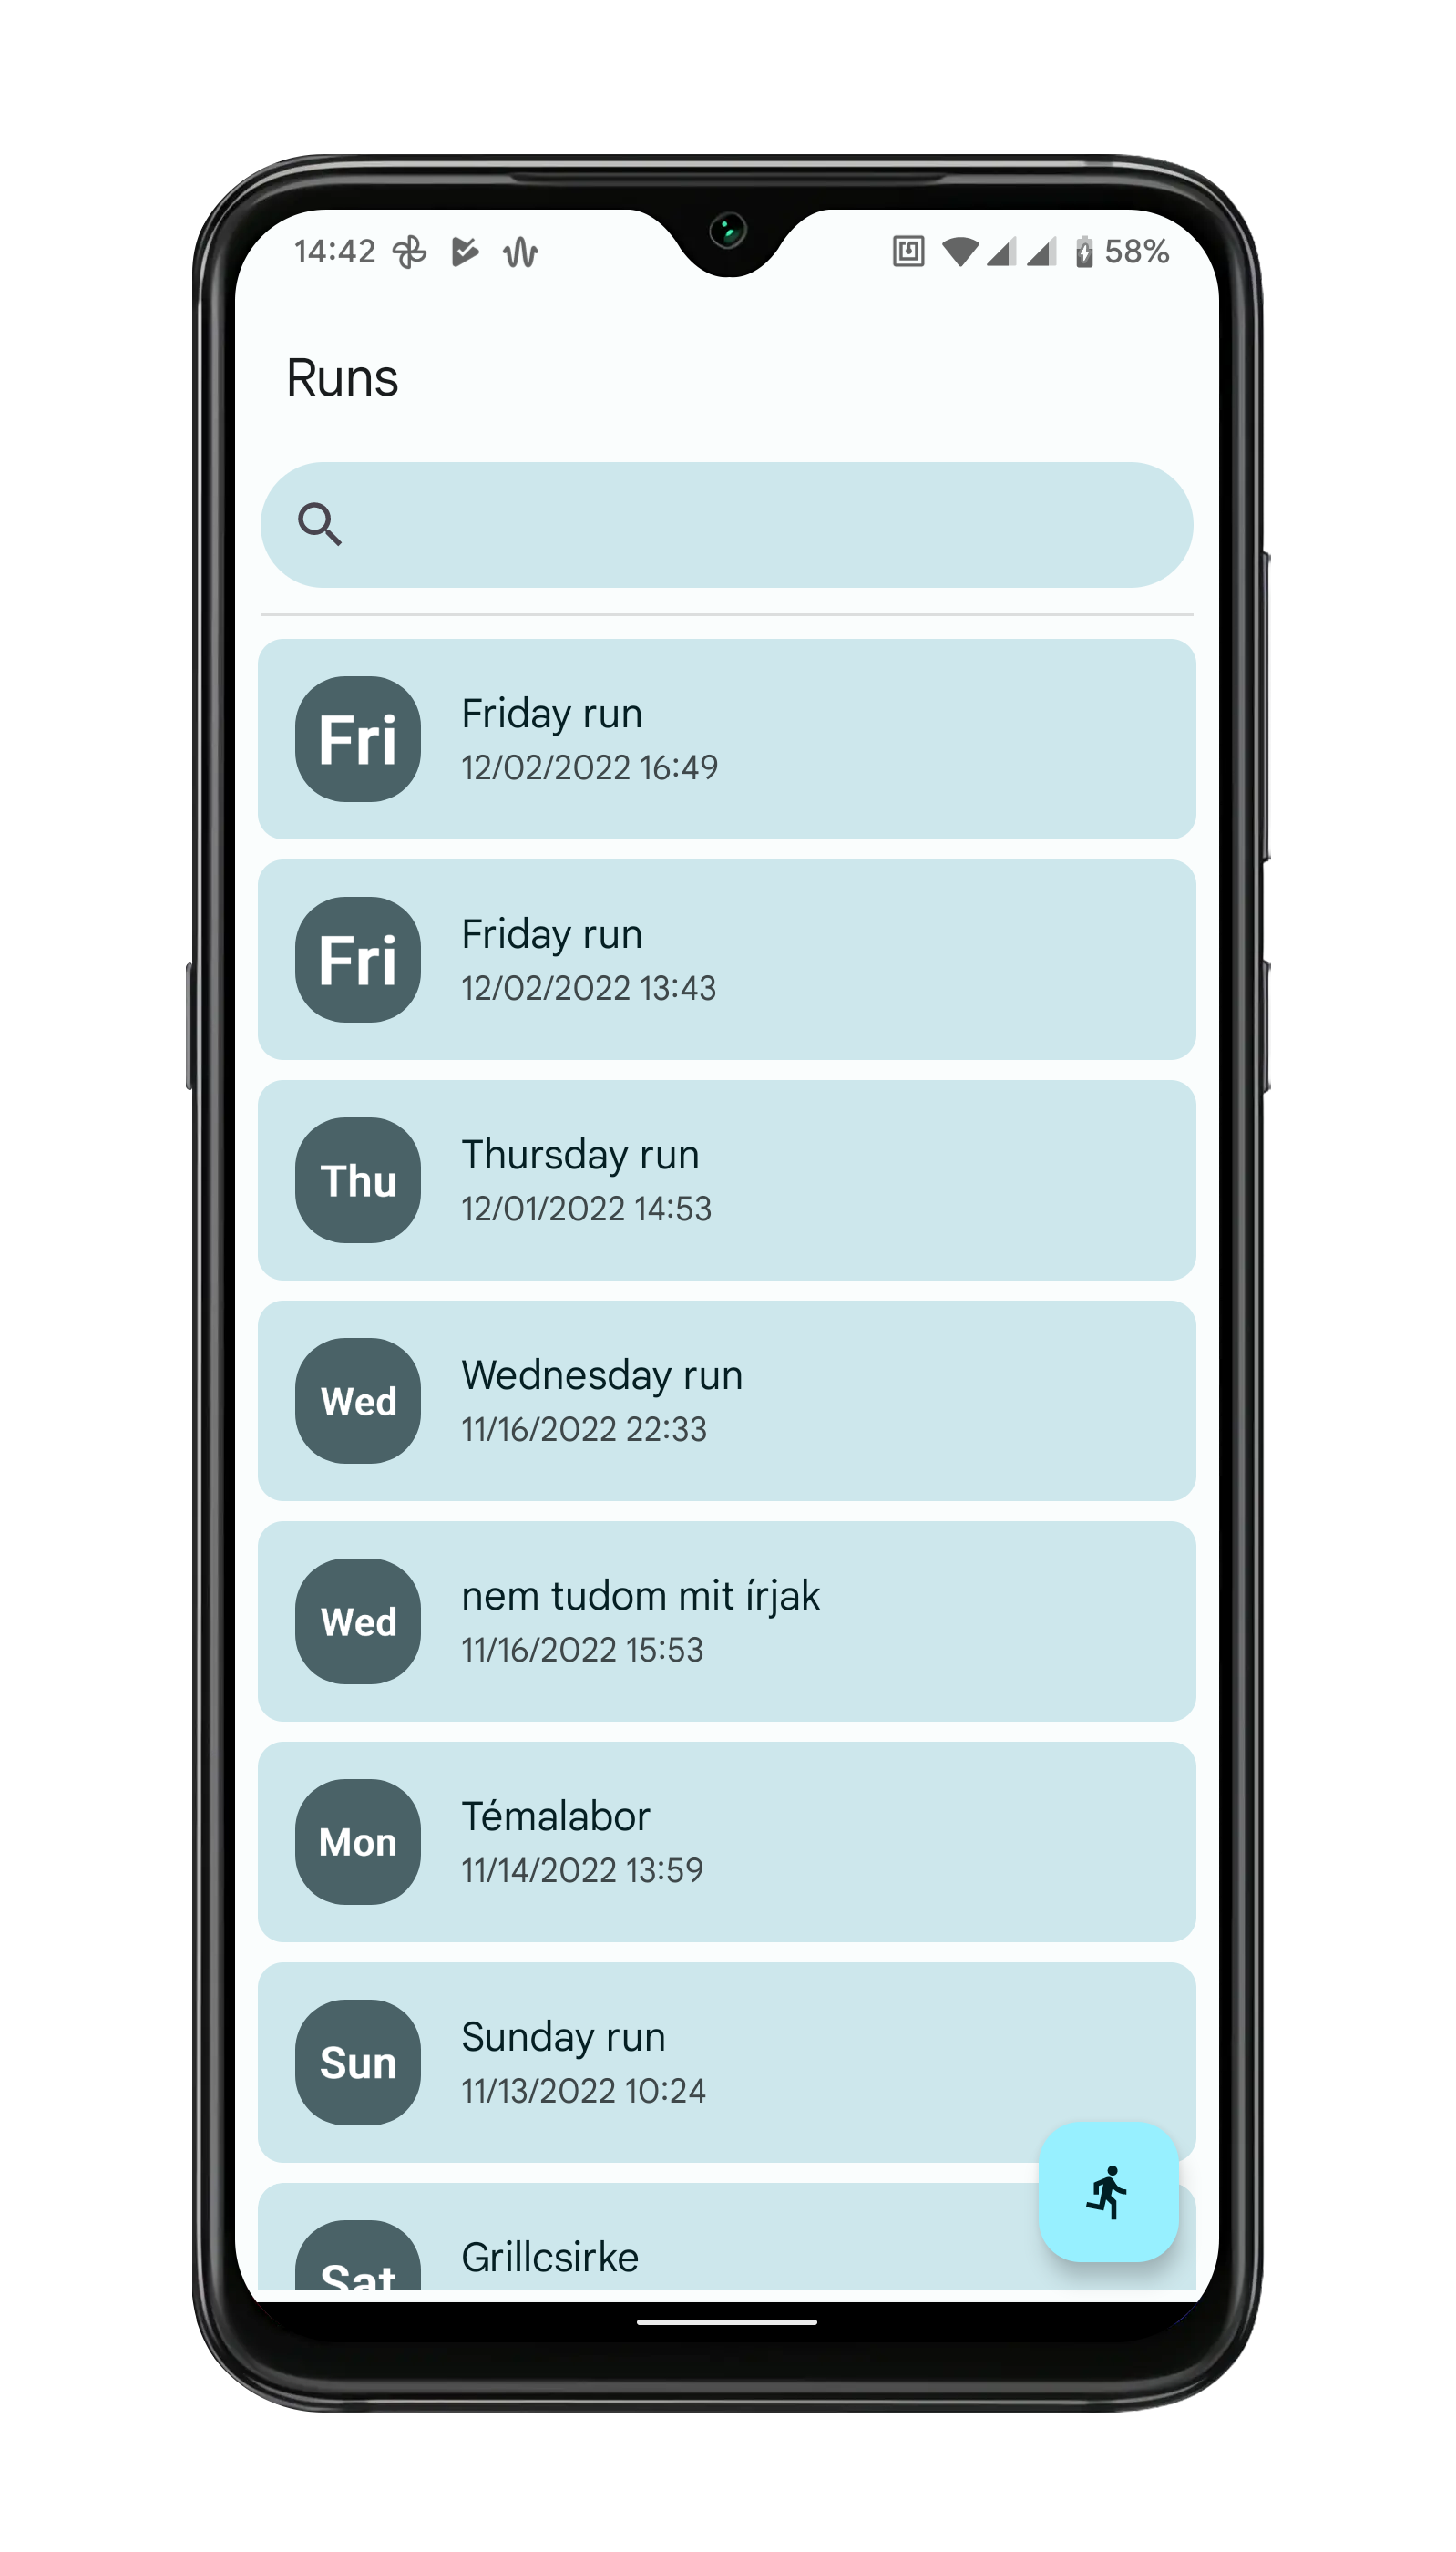 14:42 58%
Runs
Fri
Friday run
12/02/2022 16:49
Fri
Friday run
12/02/2022 13:43
Thu
Thursday run
12/01/2022 14:53
Wed
Wednesday run
11/16/2022 22:33
Wed
nem tudom mit írjak
11/16/2022 15:53
Mon
Témalabor
11/14/2022 13:59
Sun
Sunday run
11/13/2022 10:24
Sat
Grillcsirke